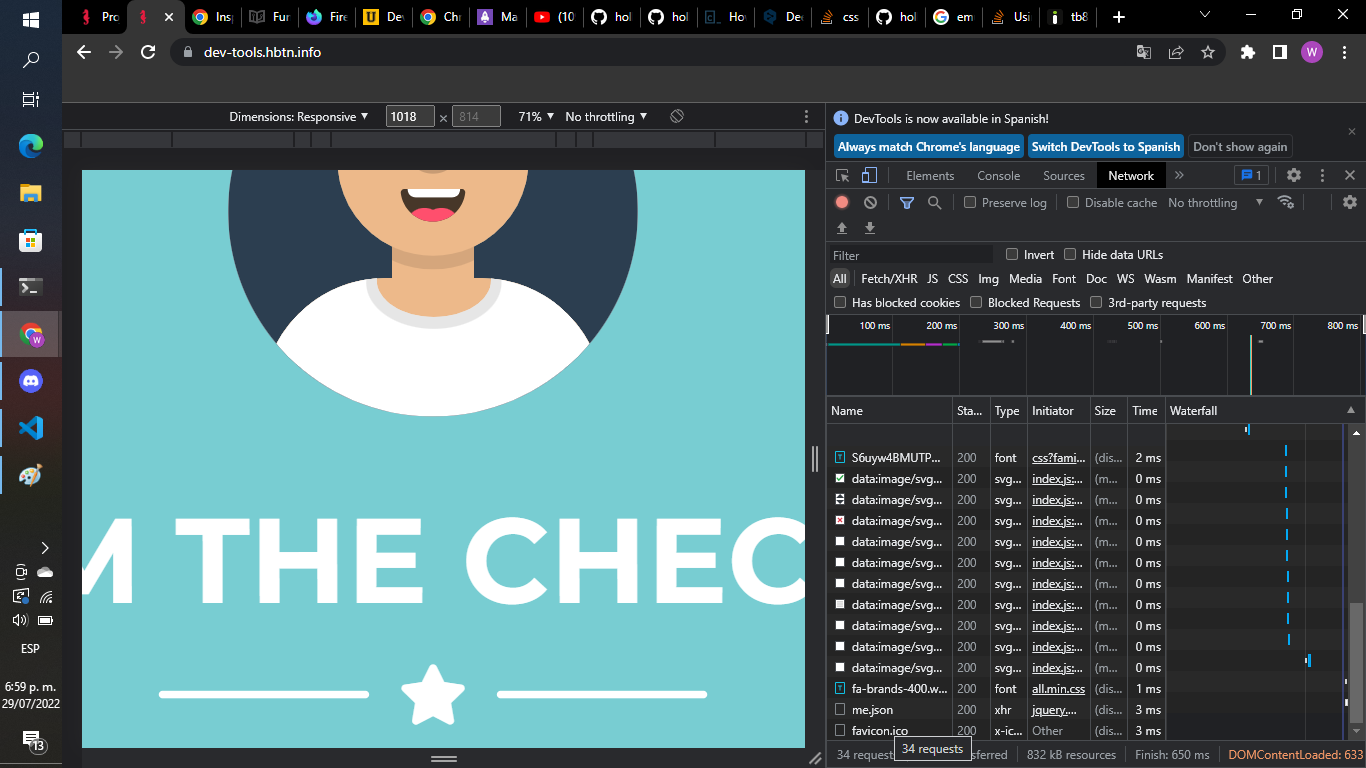 Pro
Insp
Fur
Fire
Dev
Chr
Ma
(10
hol
hol
Hov
De
css
hol
em
Usi
tb8
dev-tools.hbtn.info
W
Dimensions: Responsive 1018 × 814 71% No throttling
DevTools is now available in Spanish!
Always match Chrome's language Switch DevTools to Spanish Don't show again
Elements Console Sources Network » 1
Preserve log Disable cache No throttling
Filter Invert Hide data URLs
All Fetch/XHR JS CSS Img Media Font Doc WS Wasm Manifest Other
Has blocked cookies Blocked Requests 3rd-party requests
100 ms 200 ms 300 ms 400 ms 500 ms 600 ms 700 ms 800 ms
Name Sta... Type Initiator Size Time Waterfall
S6uyw4BMUTP... 200 font css?fami... (dis... 2 ms
data:image/svg... 200 svg... index.js:... (m... 0 ms
data:image/svg... 200 svg... index.js:... (m... 0 ms
data:image/svg... 200 svg... index.js:... (m... 0 ms
data:image/svg... 200 svg... index.js:... (m... 0 ms
data:image/svg... 200 svg... index.js:... (m... 0 ms
data:image/svg... 200 svg... index.js:... (m... 0 ms
data:image/svg... 200 svg... index.js:... (m... 0 ms
data:image/svg... 200 svg... index.js:... (m... 0 ms
data:image/svg... 200 svg... index.js:... (m... 0 ms
data:image/svg... 200 svg... index.js:... (m... 0 ms
fa-brands-400.w... 200 font all.min.css (dis... 1 ms
me.json 200 xhr jquery.... (dis... 3 ms
favicon.ico 200 x-ic... Other (dis... 3 ms
34 request 34 requests sferred 832 kB resources Finish: 650 ms DOMContentLoaded: 633
M THE CHEC
ESP
6:59 p. m.
29/07/2022
13